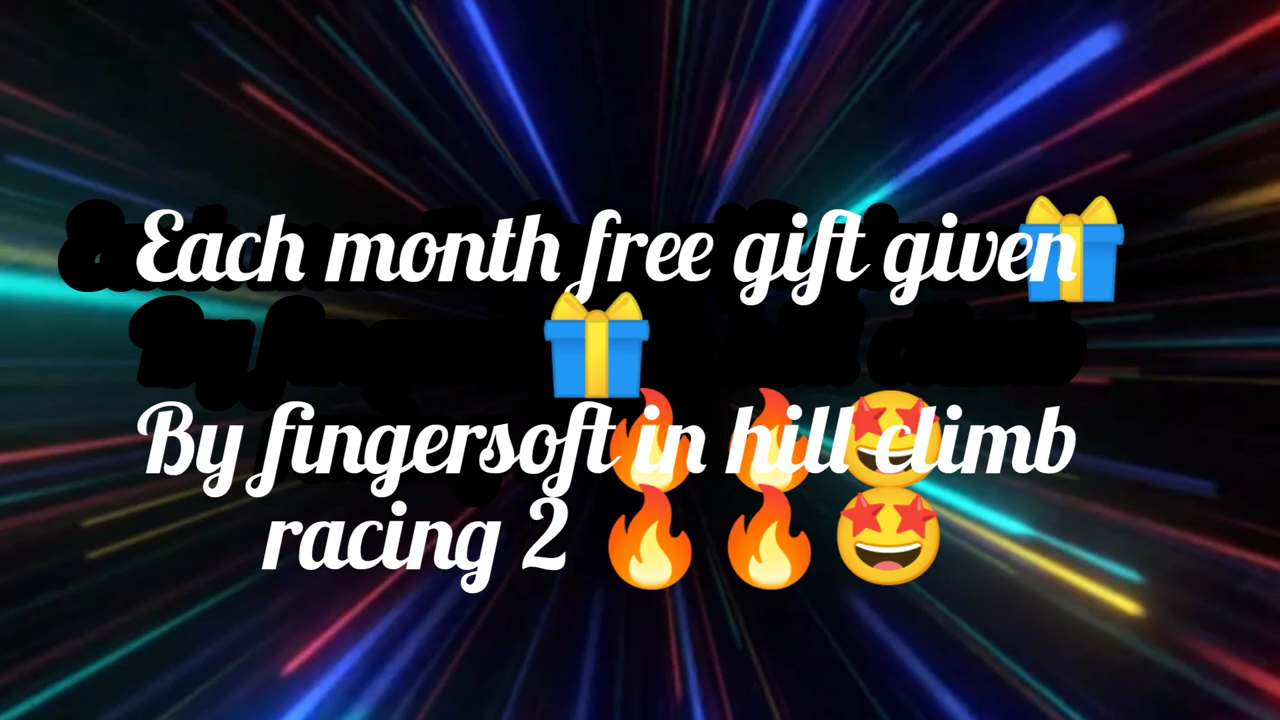 Each month free gift given🎁
🎁
By fingersoft in hill climb
racing 2 🔥 🔥 🤩